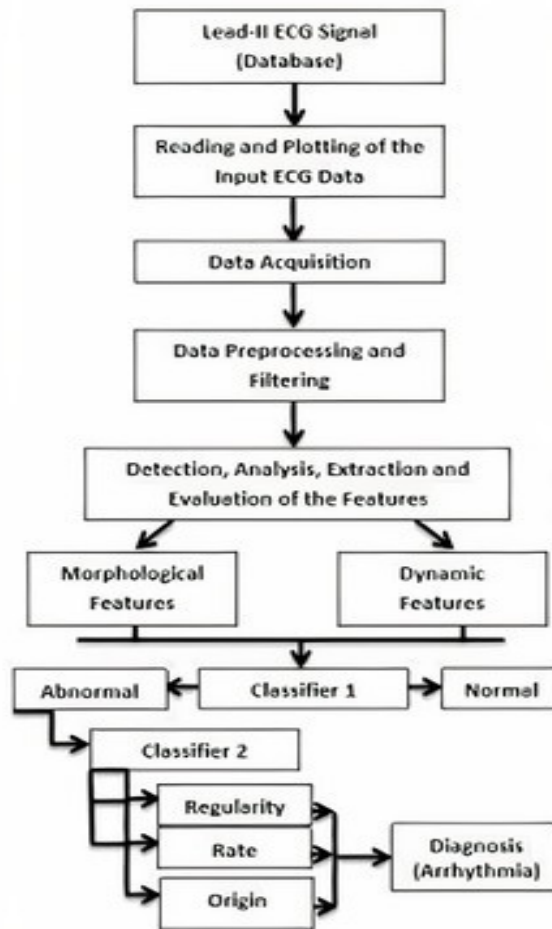 Lead-II ECG Signal
(Database)
Reading and Plotting of the
Input ECG Data
Data Acquisition
Data Preprocessing and
Filtering
Detection, Analysis, Extraction and
Evaluation of the Features
Morphological
Features
Dynamic
Features
Abnormal
Classifier 1
Normal
Classifier 2
Regularity
Rate
Origin
Diagnosis
(Arrhythmia)